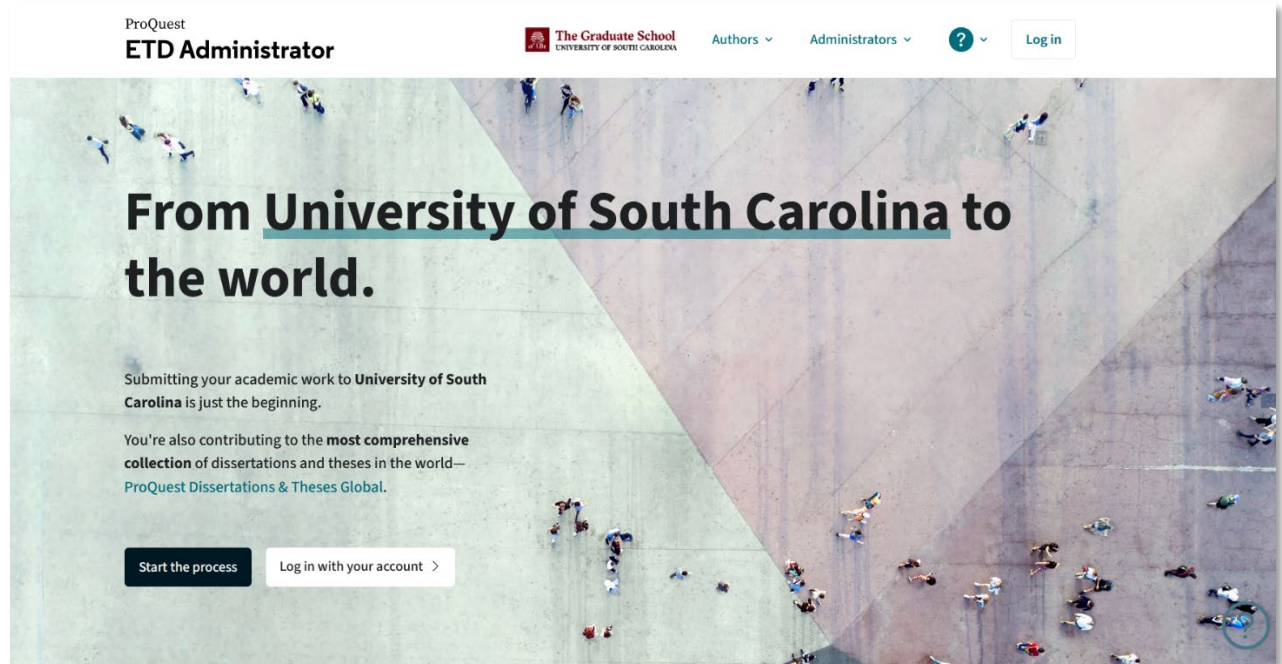 ProQuest
ETD Administrator
The Graduate School
UNIVERSITY OF SOUTH CAROLINA
Authors
Administrators
?
Log in
From University of South Carolina to
the world.
Submitting your academic work to University of South
Carolina is just the beginning.
You're also contributing to the most comprehensive
collection of dissertations and theses in the world—
ProQuest Dissertations & Theses Global.
Start the process
Log in with your account